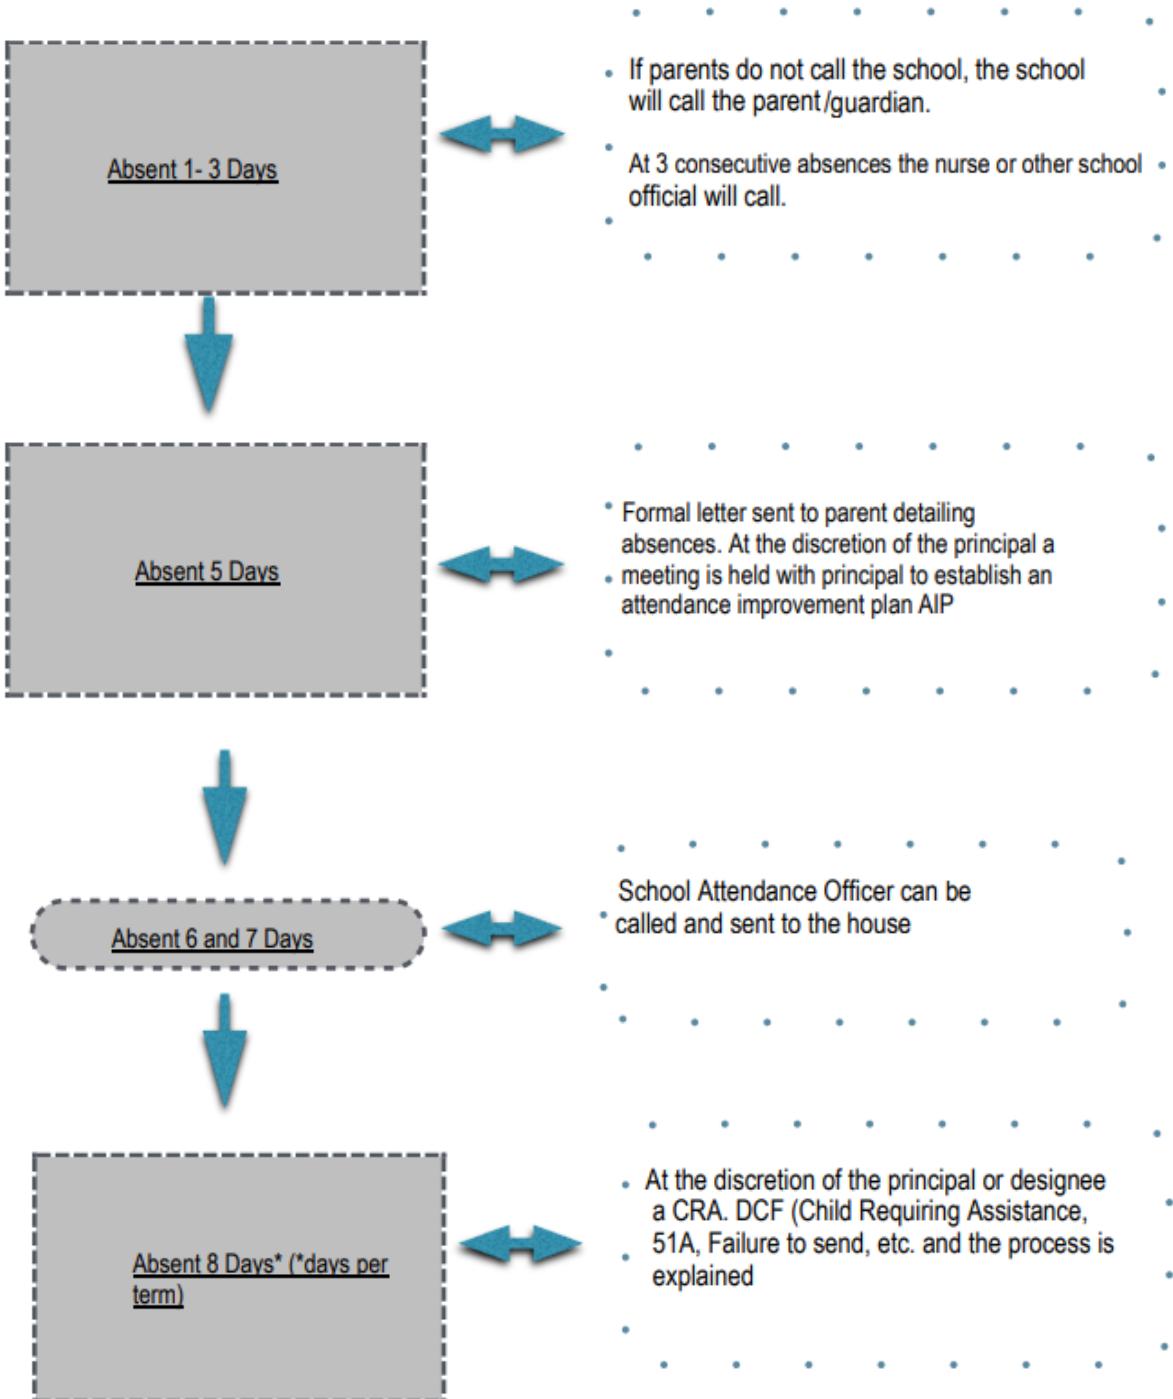 Absent 1- 3 Days
If parents do not call the school, the school
will call the parent/guardian.
At 3 consecutive absences the nurse or other school
official will call.
Absent 5 Days
Formal letter sent to parent detailing
absences. At the discretion of the principal a
meeting is held with principal to establish an
attendance improvement plan AIP
Absent 6 and 7 Days
School Attendance Officer can be
called and sent to the house
Absent 8 Days* (*days per
term)
At the discretion of the principal or designee
a CRA. DCF (Child Requiring Assistance,
51A, Failure to send, etc. and the process is
explained